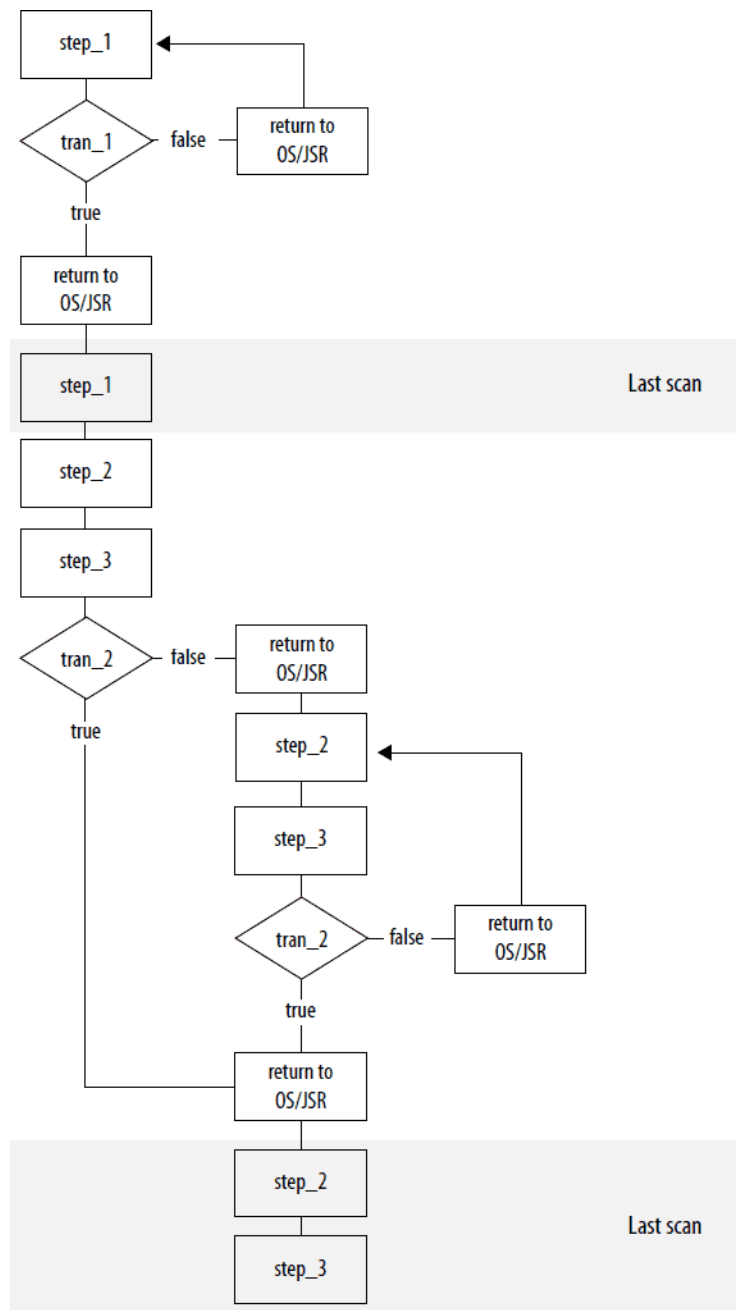 step_1
tran_1
false
return to
OS/JSR
true
return to
OS/JSR
step_1
Last scan
step_2
step_3
tran_2
false
return to
OS/JSR
true
step_2
step_3
tran_2
false
return to
OS/JSR
true
return to
OS/JSR
step_2
Last scan
step_3